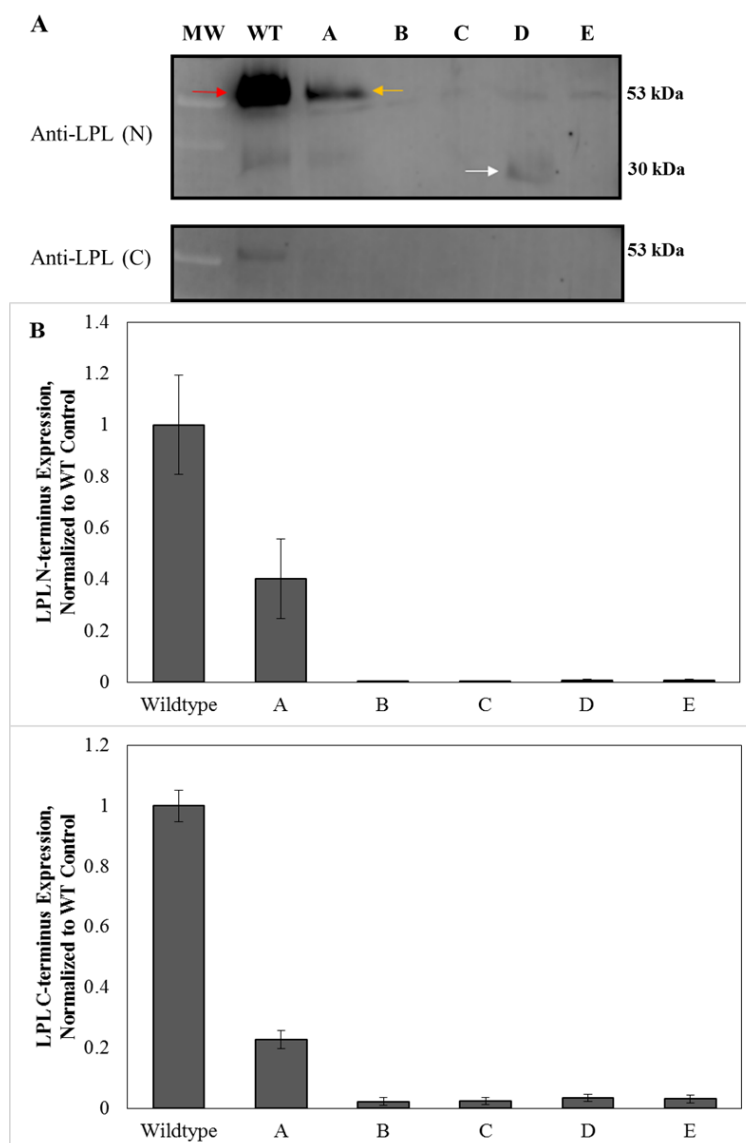 A
MW WT A B C D E
Anti-LPL (N)
53 kDa
30 kDa
Anti-LPL (C)
53 kDa
B
LPL N-terminus Expression,
Normalized to WT Control
1.4
1.2
1
0.8
0.6
0.4
0.2
0
Wildtype A B C D E
LPL C-terminus Expression,
Normalized to WT Control
1.2
1
0.8
0.6
0.4
0.2
0
Wildtype A B C D E